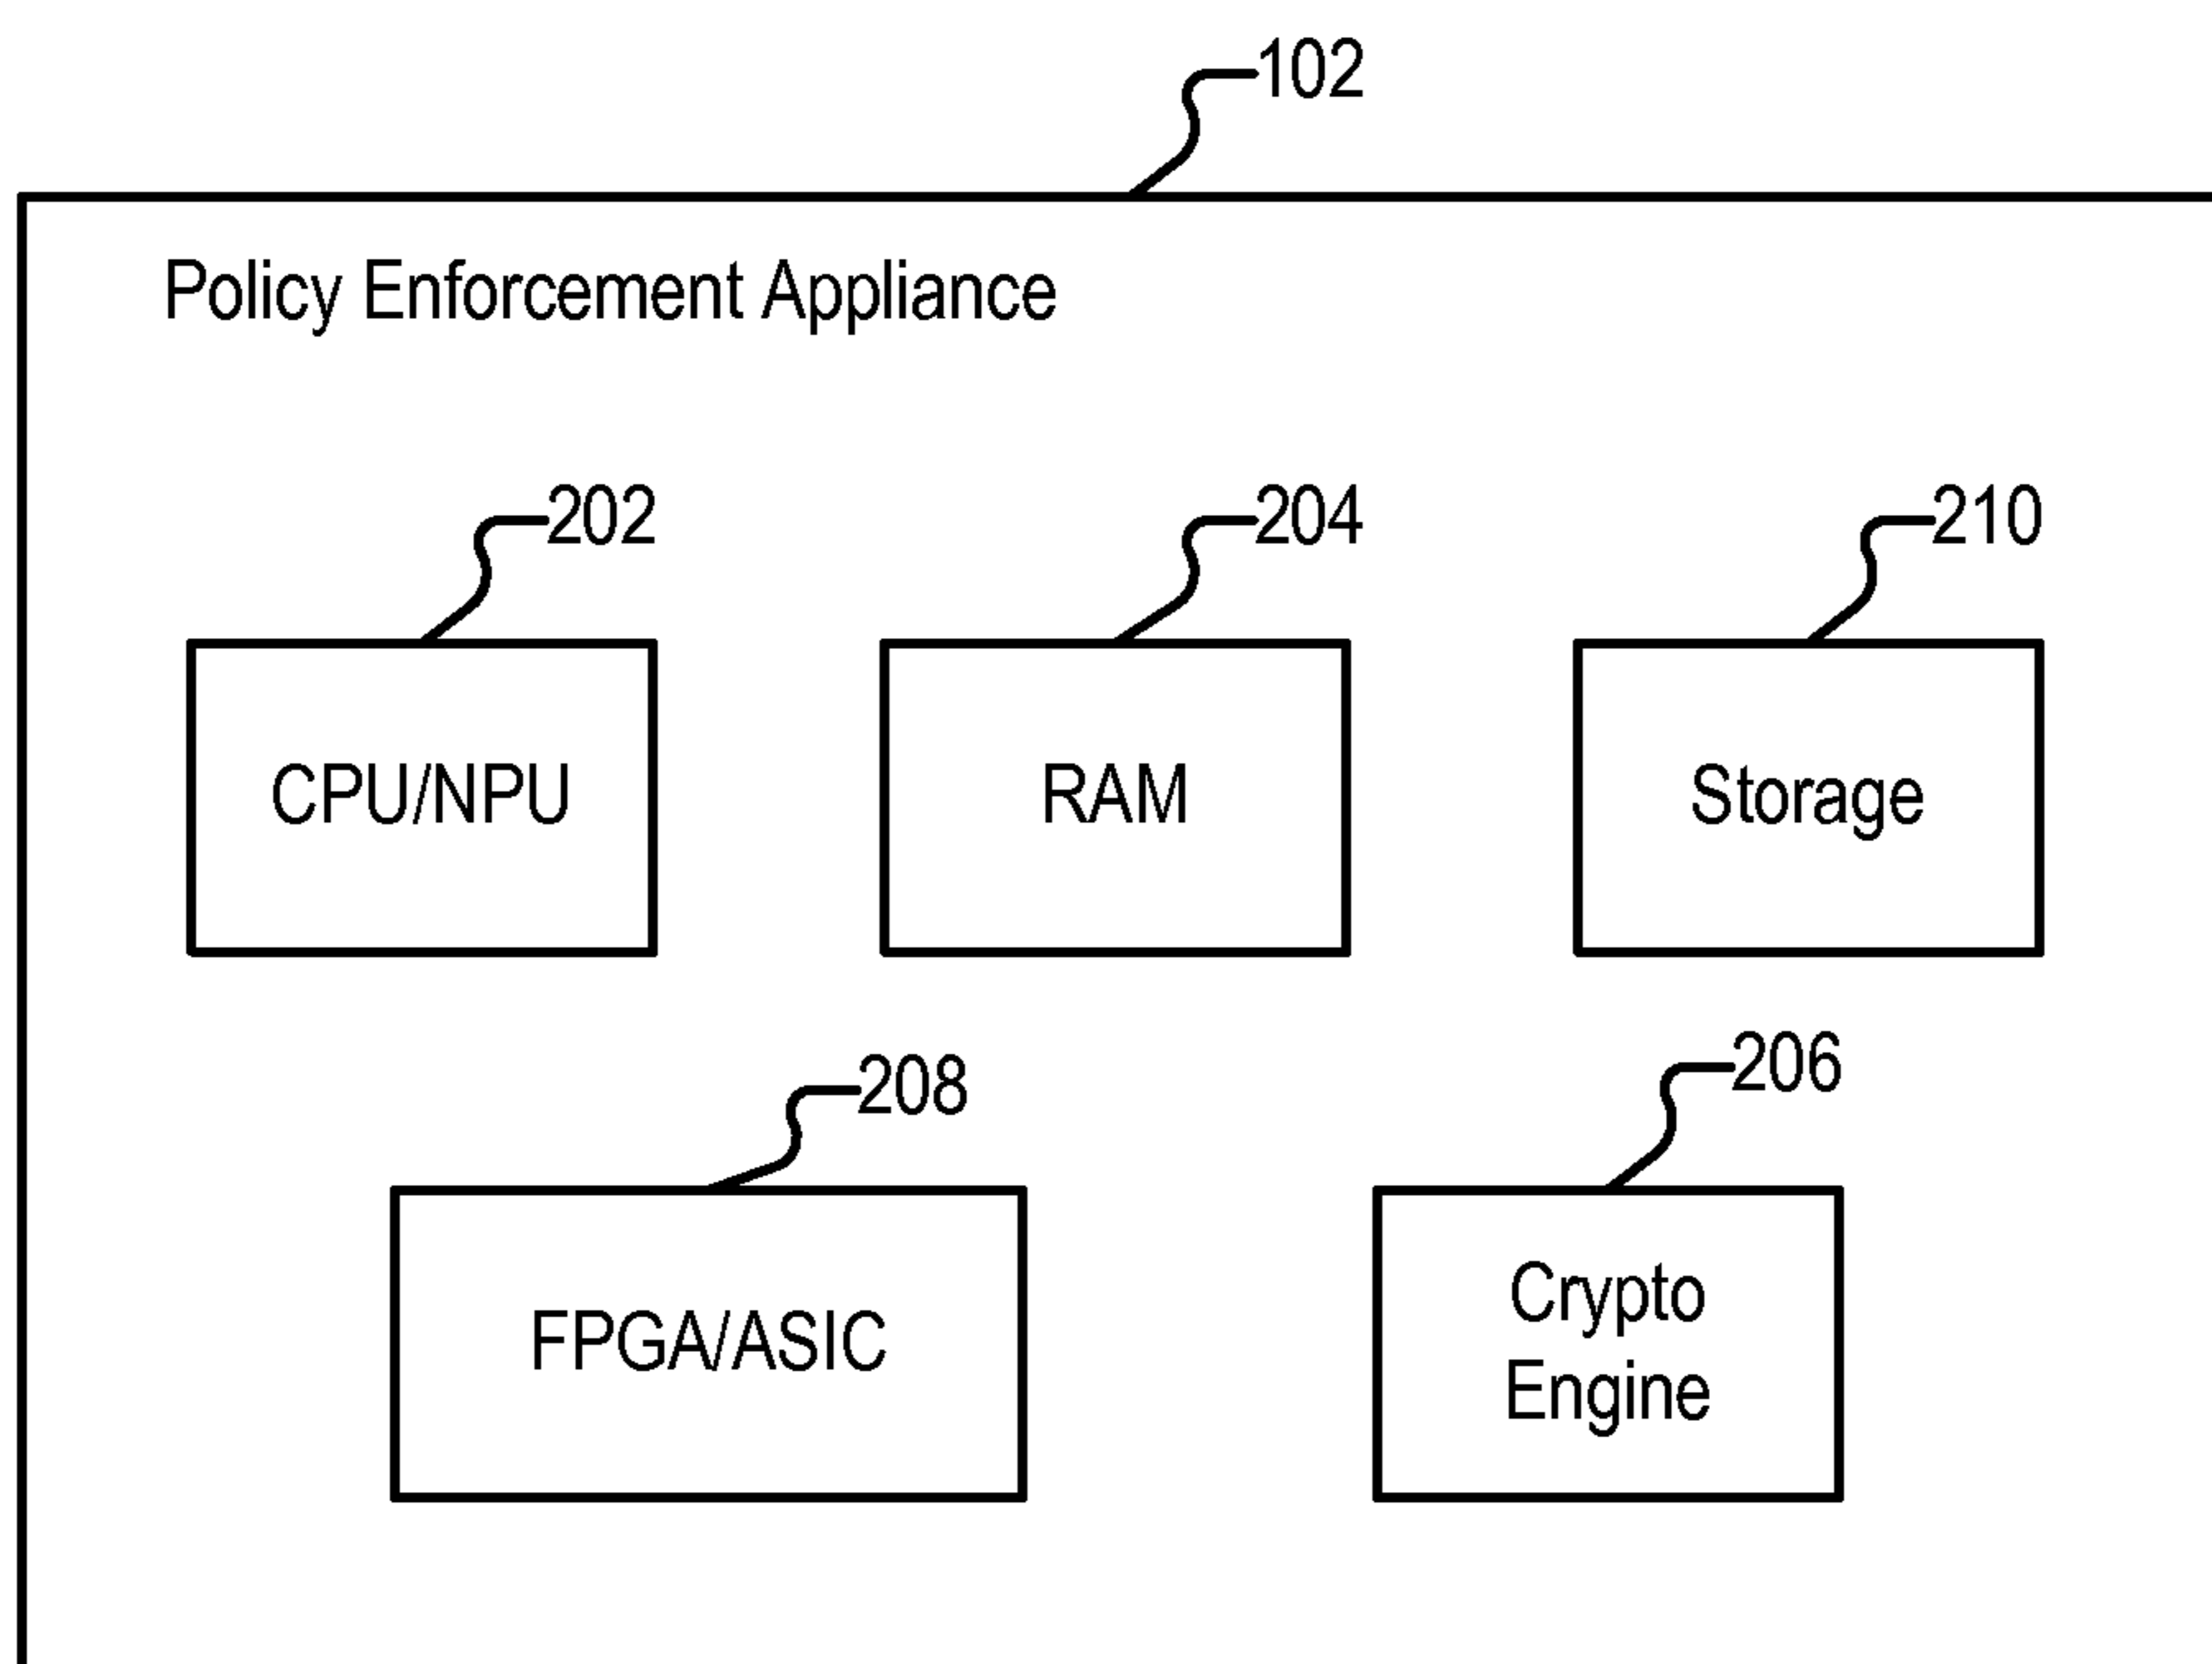 102
Policy Enforcement Appliance
202
204
210
CPU/NPU
RAM
Storage
208
206
FPGA/ASIC
Crypto
Engine